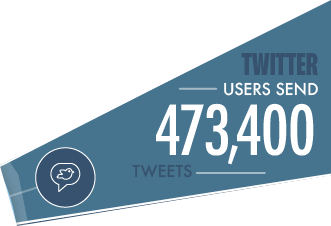 TWITTER
USERS SEND
473,400
TWEETS